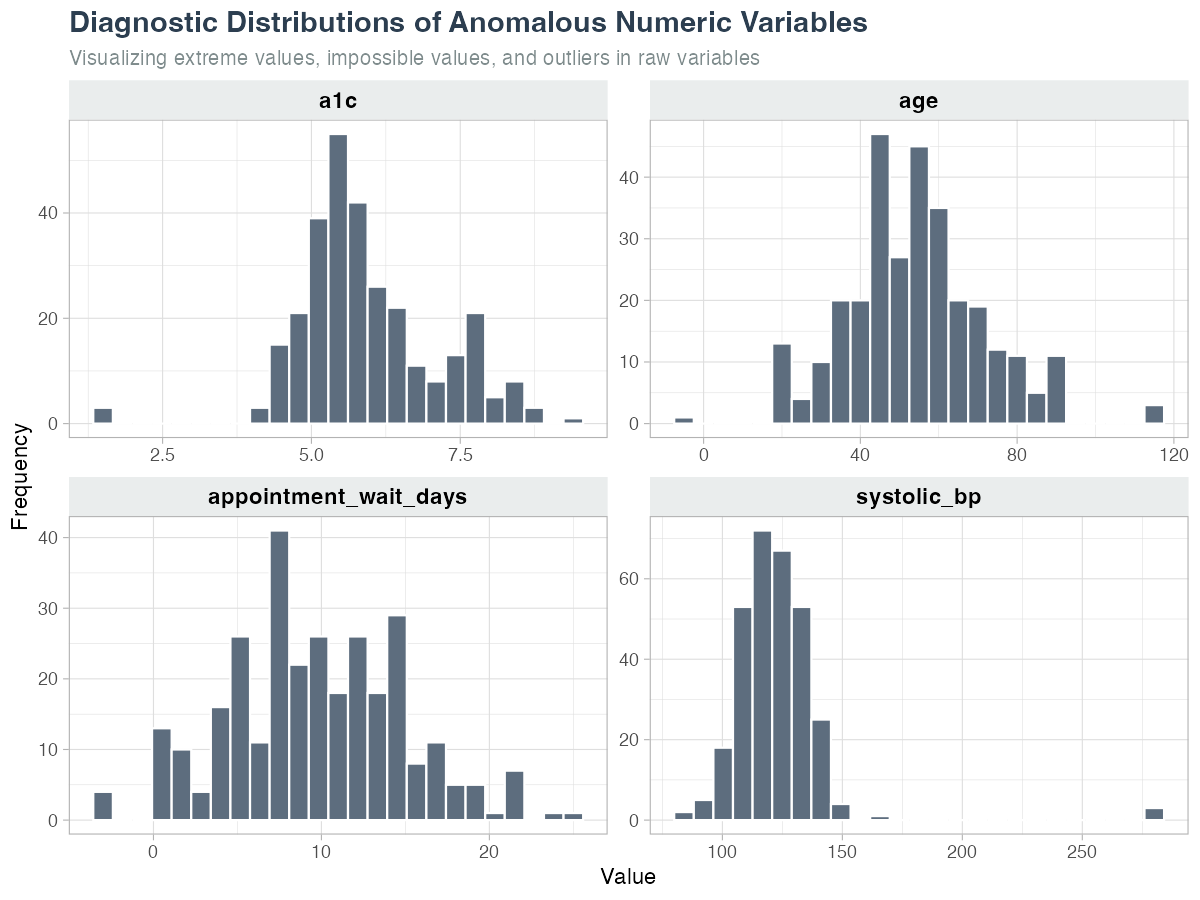 Diagnostic Distributions of Anomalous Numeric Variables
Visualizing extreme values, impossible values, and outliers in raw variables
a1c
age
40
20
0
2.5 5.0 7.5
40
30
20
10
0
0 40 80 120
appointment_wait_days
systolic_bp
40
30
20
10
0
0 10 20
60
40
20
0
100 150 200 250
Frequency
Value